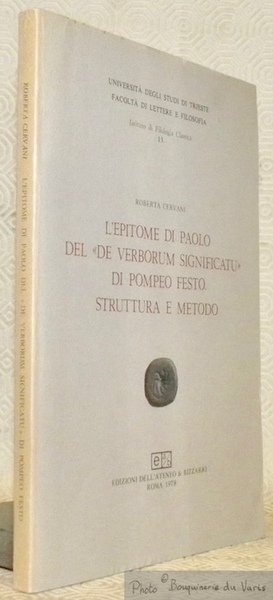 ROBERTA CERVANI
L'EPITOME DI PAOLO DEL «DE VERBORUM SIGNIFICATU» DI POMPEO FESTO
UNIVERSITÀ DEGLI STUDI DI TRIESTE
FACOLTÀ DI LETTERE E FILOSOFIA
Istituto di Filologia Classica
ROBERTA CERVANI
L'EPITOME DI PAOLO
DEL «DE VERBORUM SIGNIFICATU»
DI POMPEO FESTO.
STRUTTURA E METODO
EDIZIONI DELL'ATENEO & BIZZARRI
ROMA 1978
Photo © Bouquinerie du Varis